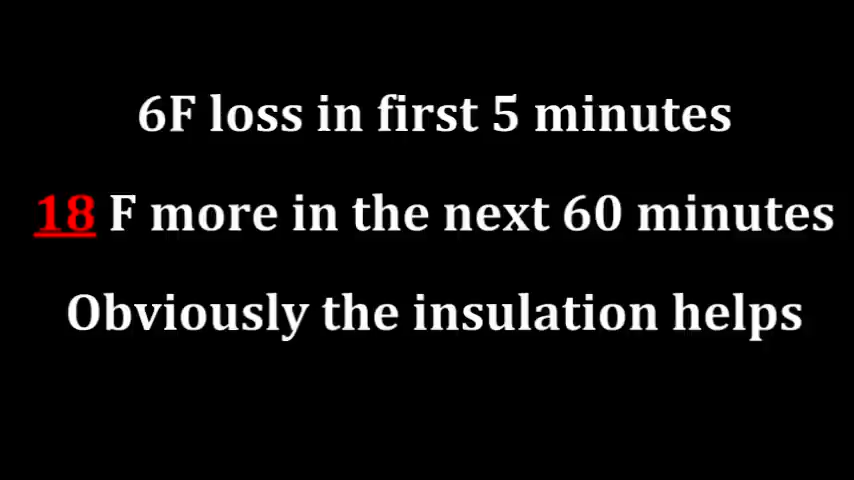 6F loss in first 5 minutes
18 F more in the next 60 minutes
Obviously the insulation helps